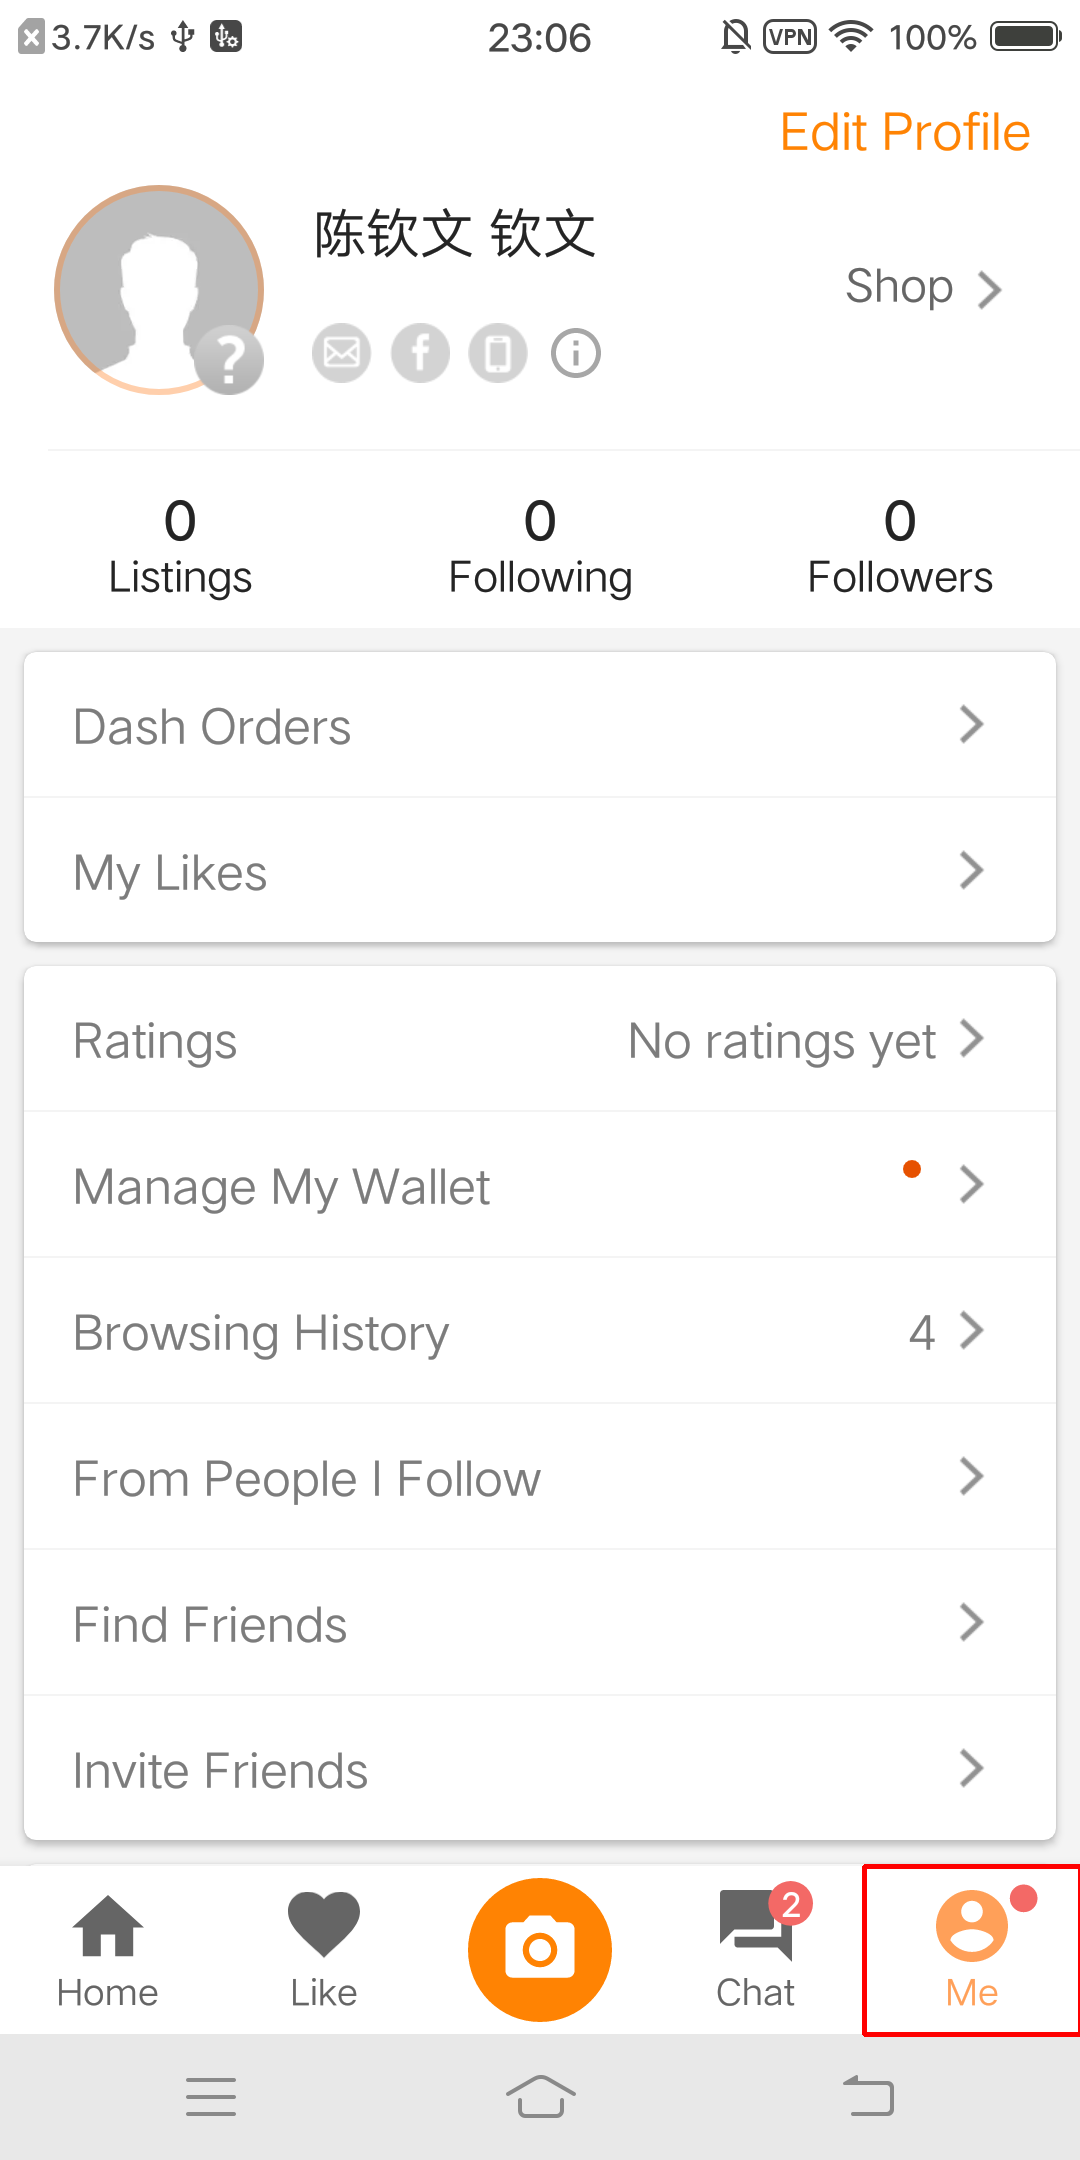 3.7K/s 23:06 VPN 100%
Edit Profile
陈钦文 钦文
Shop
0 0 0
Listings Following Followers
Dash Orders
My Likes
Ratings No ratings yet
Manage My Wallet
Browsing History 4
From People I Follow
Find Friends
Invite Friends
2
Home Like Chat Me